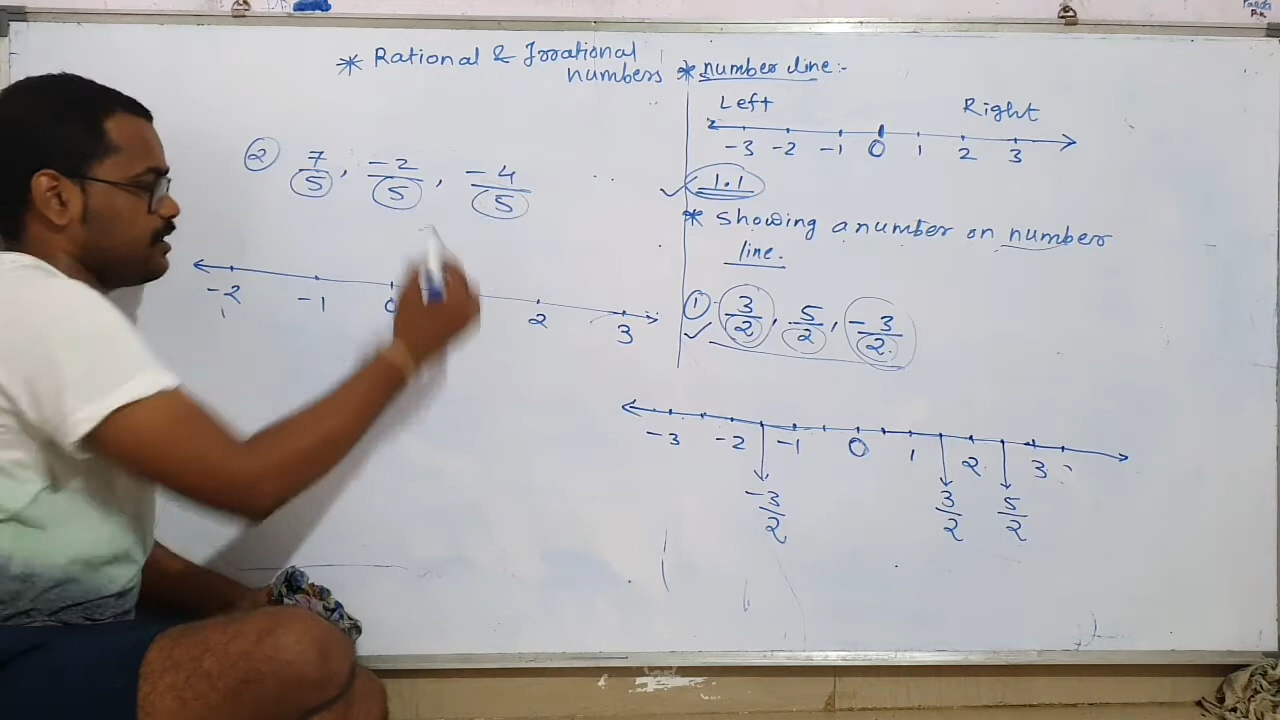 * Rational & Irrational
numbers
② 7/5, -2/5, -4/5
-2 -1 0 2 3
* number line:-
Left Right
-3 -2 -1 0 1 2 3
1.1
* showing a number on number
line.
① 3/2, 5/2, -3/2.
-3 -2 -1 0 1 2 3
-3/2 3/2 5/2